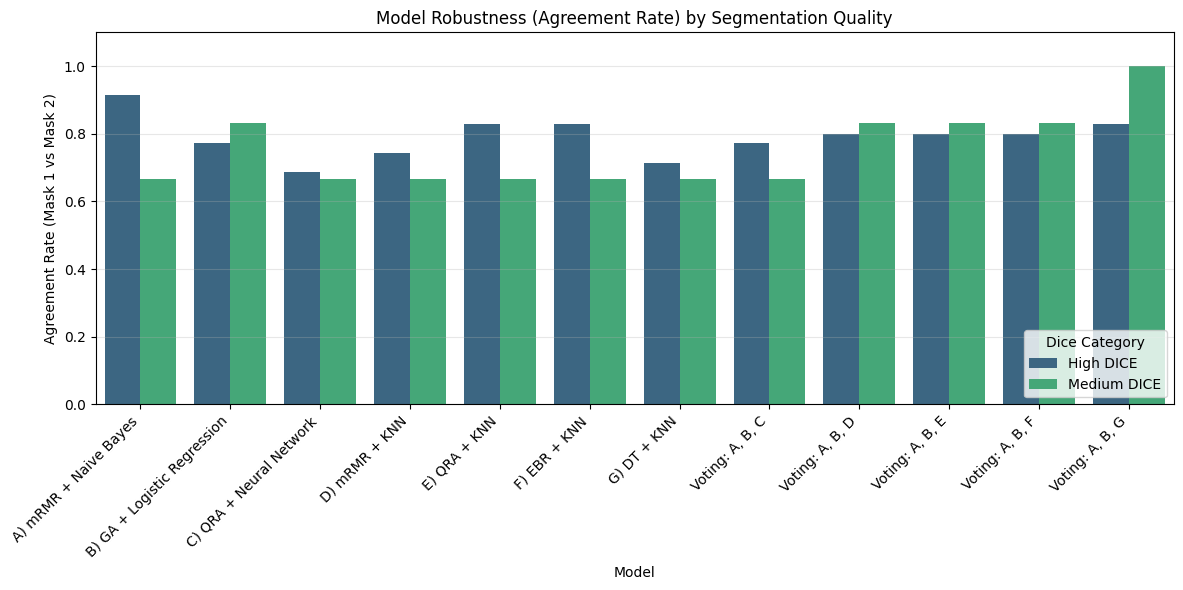 Model Robustness (Agreement Rate) by Segmentation Quality
Agreement Rate (Mask 1 vs Mask 2)
1.0
0.8
0.6
0.4
0.2
0.0
Dice Category
High DICE
Medium DICE
A) mRMR + Naive Bayes
B) GA + Logistic Regression
C) QRA + Neural Network
D) mRMR + KNN
E) QRA + KNN
F) EBR + KNN
G) DT + KNN
Voting: A, B, C
Voting: A, B, D
Voting: A, B, E
Voting: A, B, F
Voting: A, B, G
Model